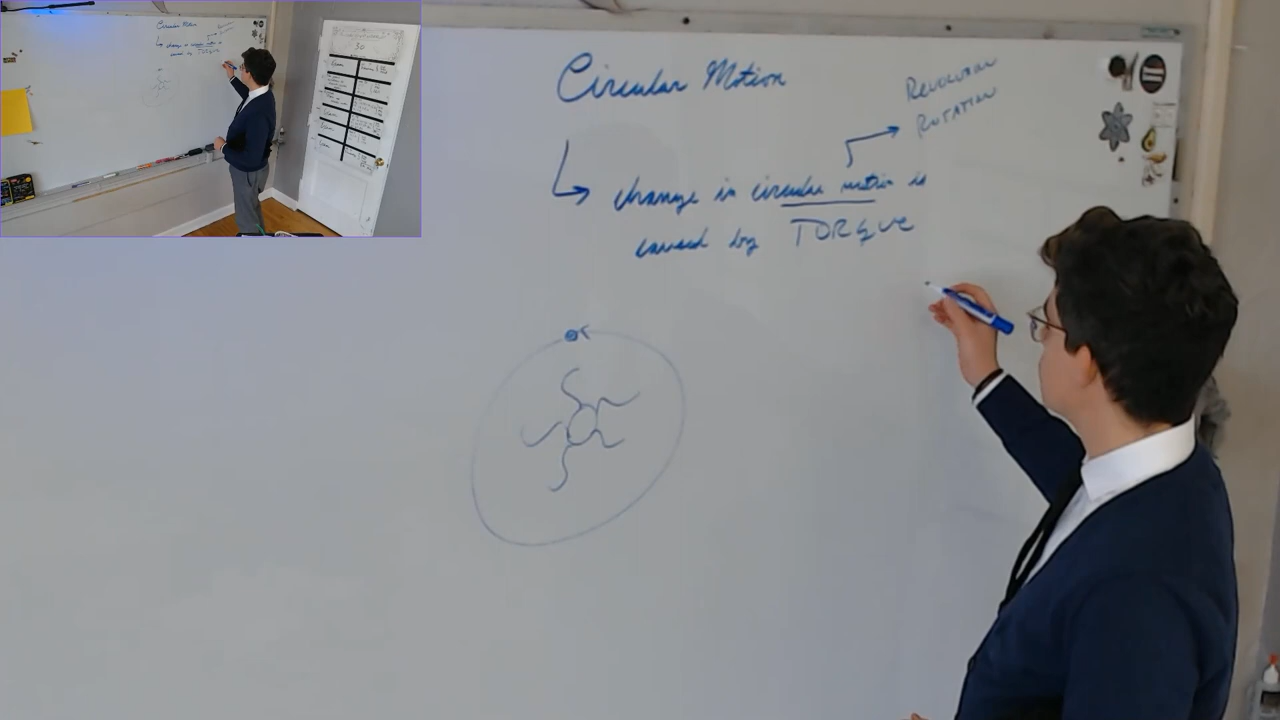 Circular Motion
REVOLUTION
ROTATION
change in circular motion is
caused by TORQUE